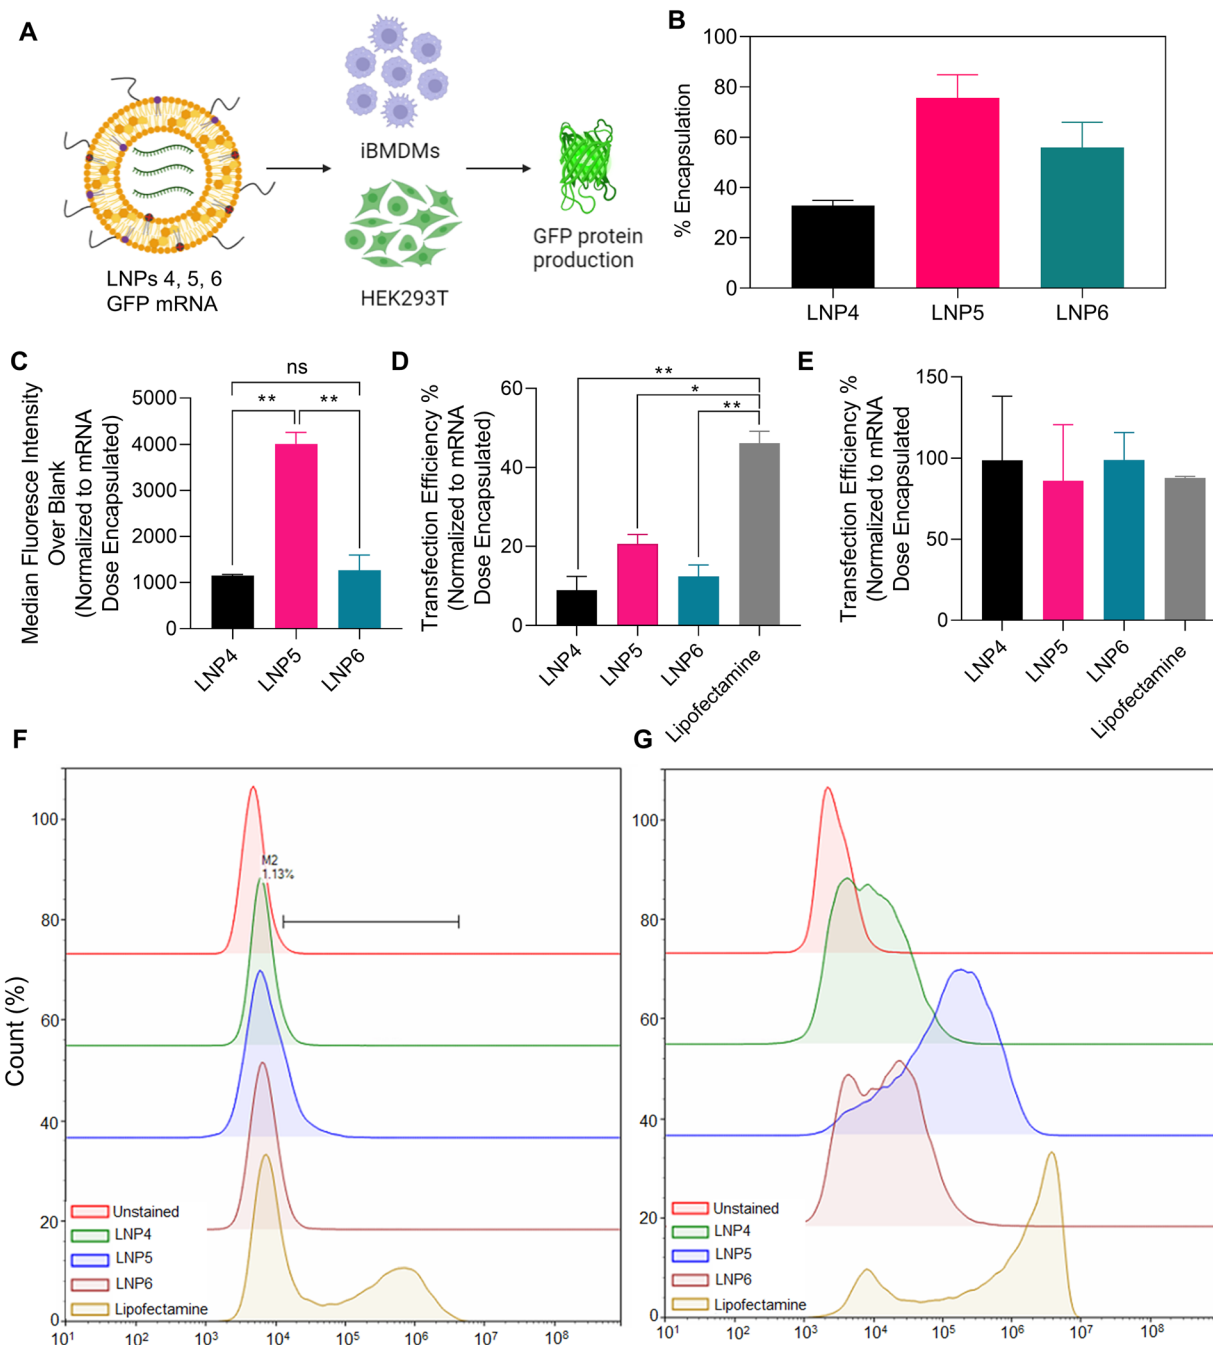 A
iBMDMs
HEK293T
LNPs 4, 5, 6
GFP mRNA
GFP protein
production
B
% Encapsulation
100
80
60
40
20
0
LNP4
LNP5
LNP6
C
Median Fluoresce Intensity
Over Blank
(Normalized to mRNA
Dose Encapsulated)
5000
4000
3000
2000
1000
0
ns
**
**
LNP4
LNP5
LNP6
D
Transfection Efficiency %
(Normalized to mRNA
Dose Encapsulated)
60
40
20
0
**
*
**
LNP4
LNP5
LNP6
Lipofectamine
E
Transfection Efficiency %
(Normalized to mRNA
Dose Encapsulated
150
100
50
0
LNP4
LNP5
LNP6
Lipofectamine
F
Count (%)
100
80
60
40
20
0
M2
1.13%
Unstained
LNP4
LNP5
LNP6
Lipofectamine
10¹ 10² 10³ 10⁴ 10⁵ 10⁶ 10⁷ 10⁸
G
100
80
60
40
20
0
Unstained
LNP4
LNP5
LNP6
Lipofectamine
10¹ 10² 10³ 10⁴ 10⁵ 10⁶ 10⁷ 10⁸